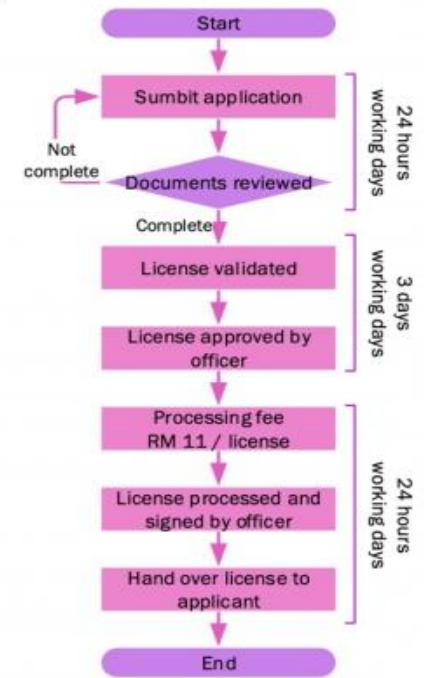 Start
Sumbit application
24 hours
working days
Not
complete
Documents reviewed
Complete
License validated
3 days
working days
License approved by
officer
Processing fee
RM 11 / license
24 hours
working days
License processed and
signed by officer
Hand over license to
applicant
End